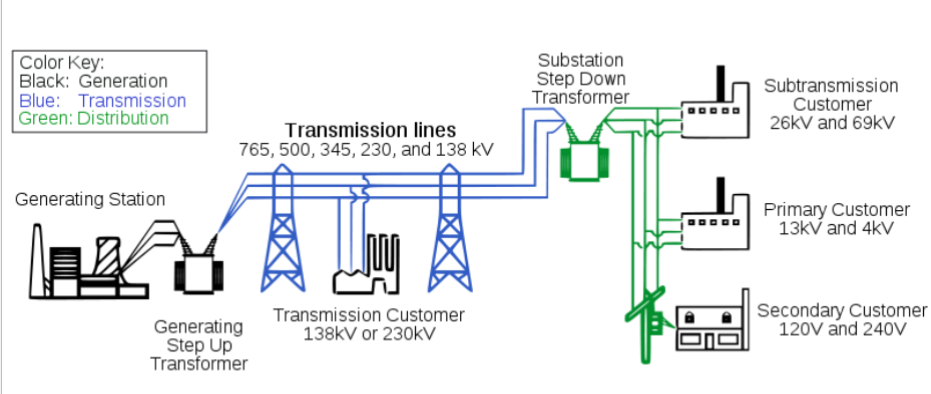 Color Key:
Black: Generation
Blue: Transmission
Green: Distribution
Substation
Step Down
Transformer
Subtransmission
Customer
26kV and 69kV
Transmission lines
765, 500, 345, 230, and 138 kV
Generating Station
Primary Customer
13kV and 4kV
Transmission Customer
138kV or 230kV
Generating
Step Up
Transformer
Secondary Customer
120V and 240V